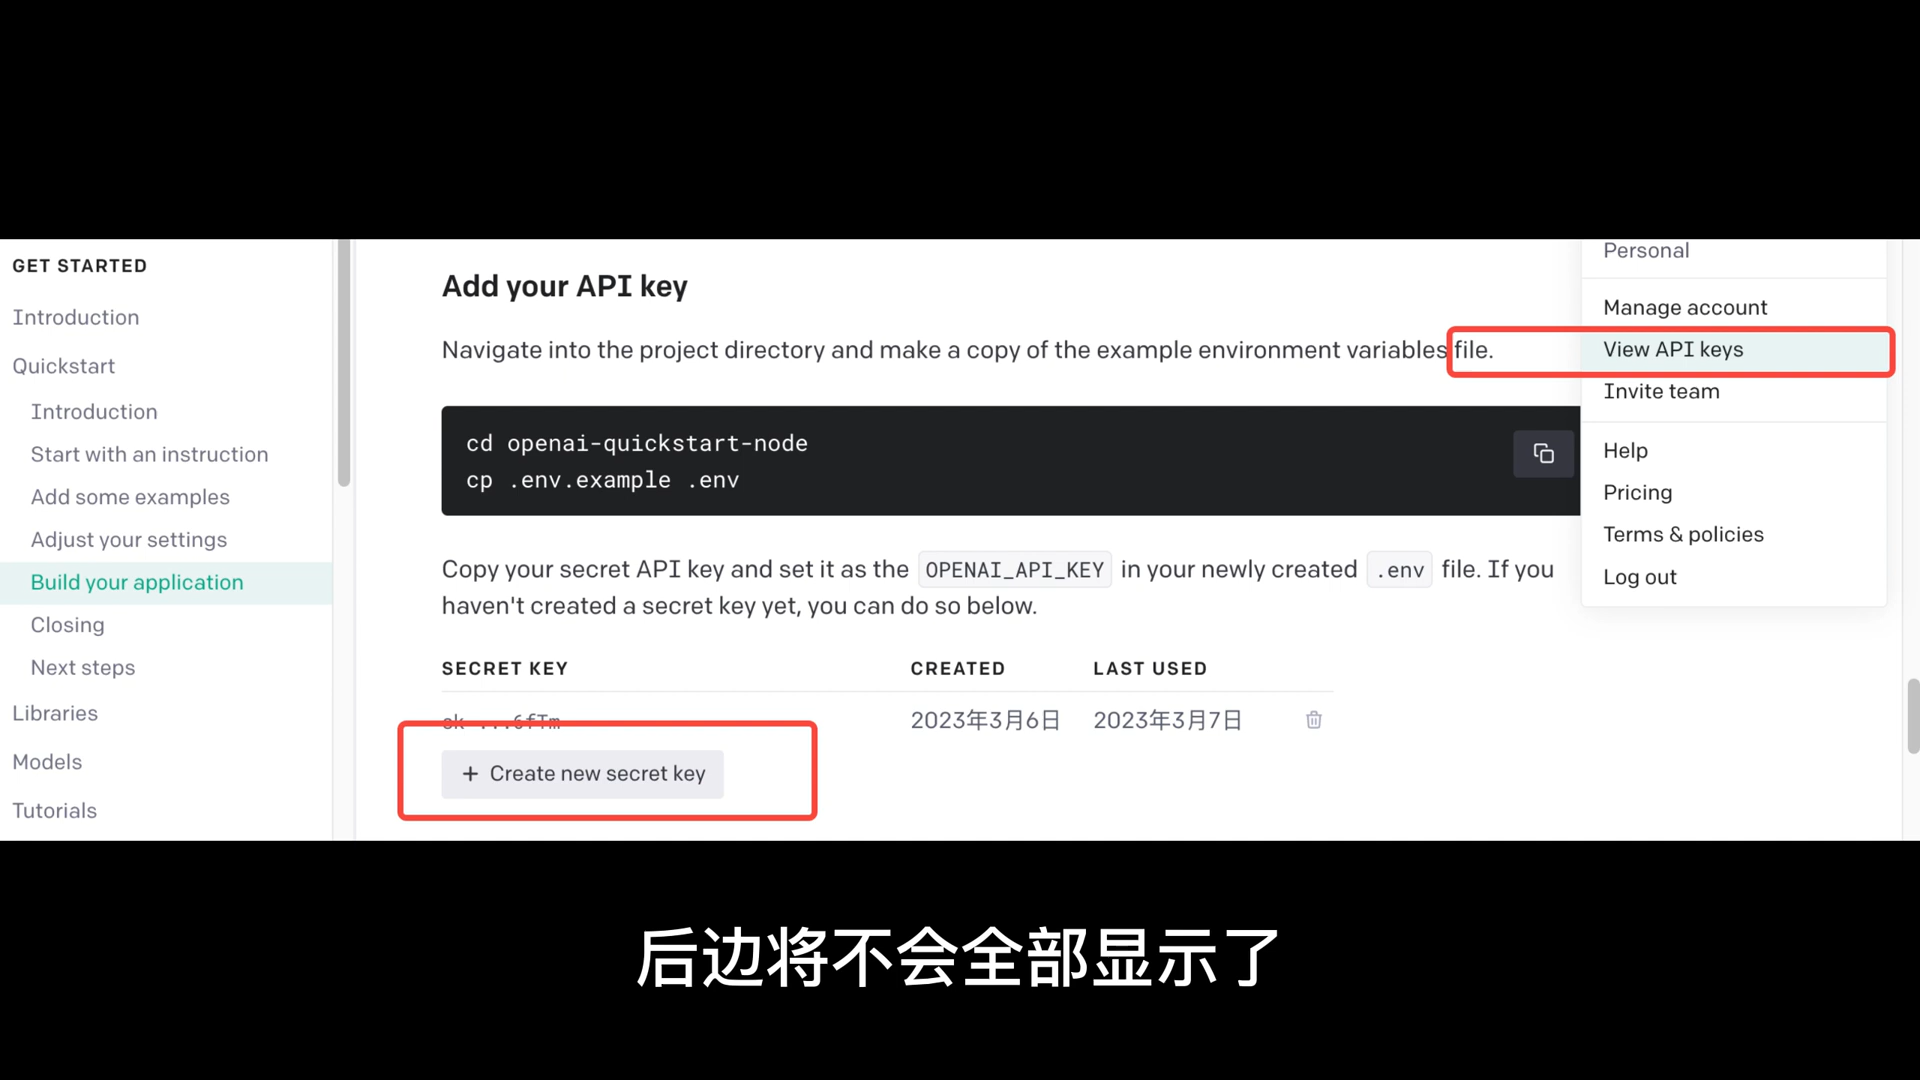 GET STARTED
Introduction
Quickstart
Introduction
Start with an instruction
Add some examples
Adjust your settings
Build your application
Closing
Next steps
Libraries
Models
Tutorials
Add your API key
Navigate into the project directory and make a copy of the example environment variables file.
cd openai-quickstart-node
cp .env.example .env
Copy your secret API key and set it as the OPENAI_API_KEY in your newly created .env file. If you
haven't created a secret key yet, you can do so below.
SECRET KEY CREATED LAST USED
sk-...6fTm 2023年3月6日 2023年3月7日
+ Create new secret key
Personal
Manage account
View API keys
Invite team
Help
Pricing
Terms & policies
Log out
后边将不会全部显示了